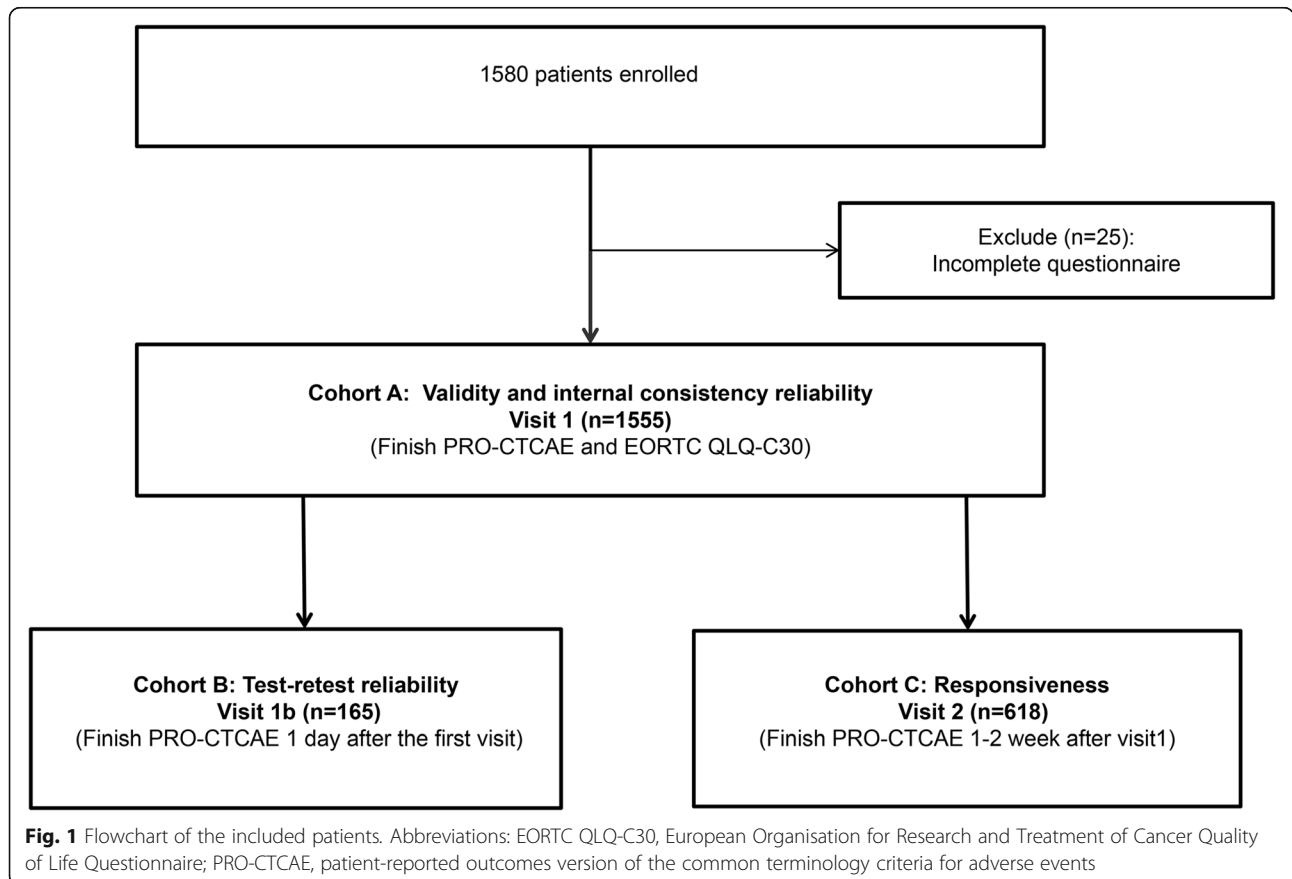 1580 patients enrolled
Exclude (n=25):
Incomplete questionnaire
Cohort A:  Validity and internal consistency reliability
Visit 1 (n=1555)
(Finish PRO-CTCAE and EORTC QLQ-C30)
Cohort B: Test-retest reliability
Visit 1b (n=165)
(Finish PRO-CTCAE 1 day after the first visit)
Cohort C: Responsiveness
Visit 2 (n=618)
(Finish PRO-CTCAE 1-2 week after visit1)
Fig. 1 Flowchart of the included patients. Abbreviations: EORTC QLQ-C30, European Organisation for Research and Treatment of Cancer Quality
of Life Questionnaire; PRO-CTCAE, patient-reported outcomes version of the common terminology criteria for adverse events